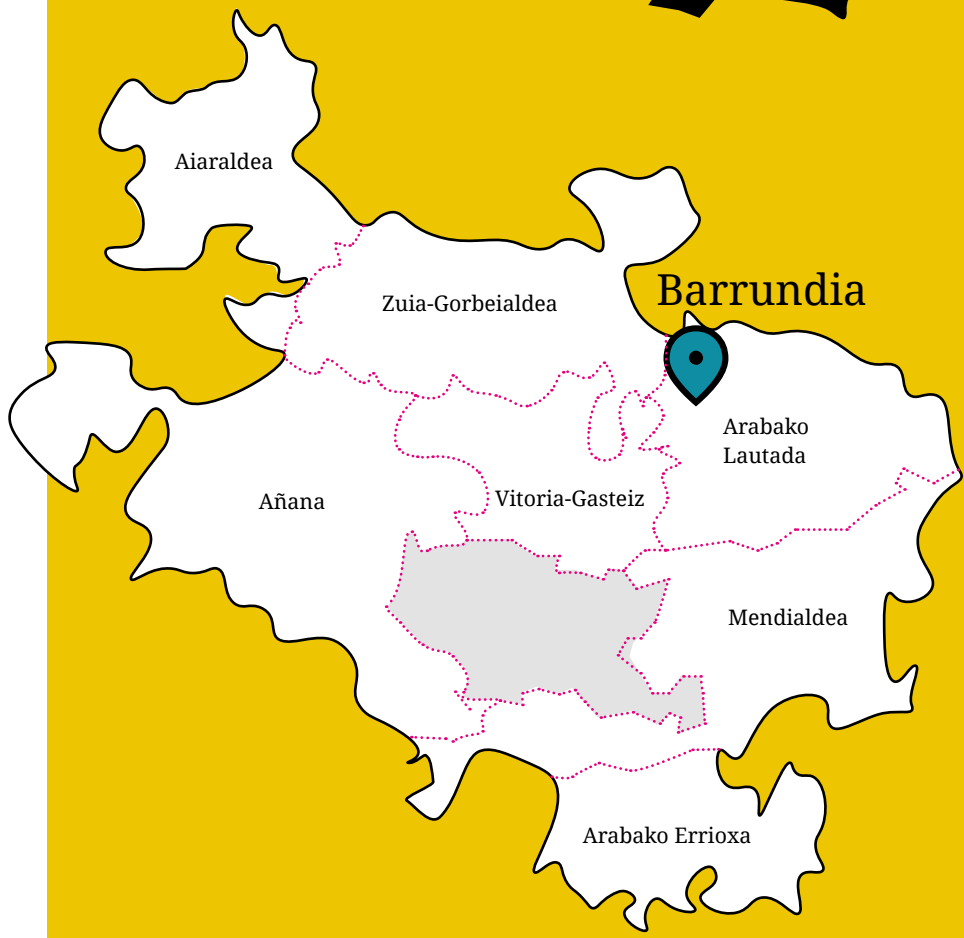 Aiaraldea
Zuia-Gorbeialdea
Barrundia
Arabako
Lautada
Añana
Vitoria-Gasteiz
Mendialdea
Arabako Errioxa